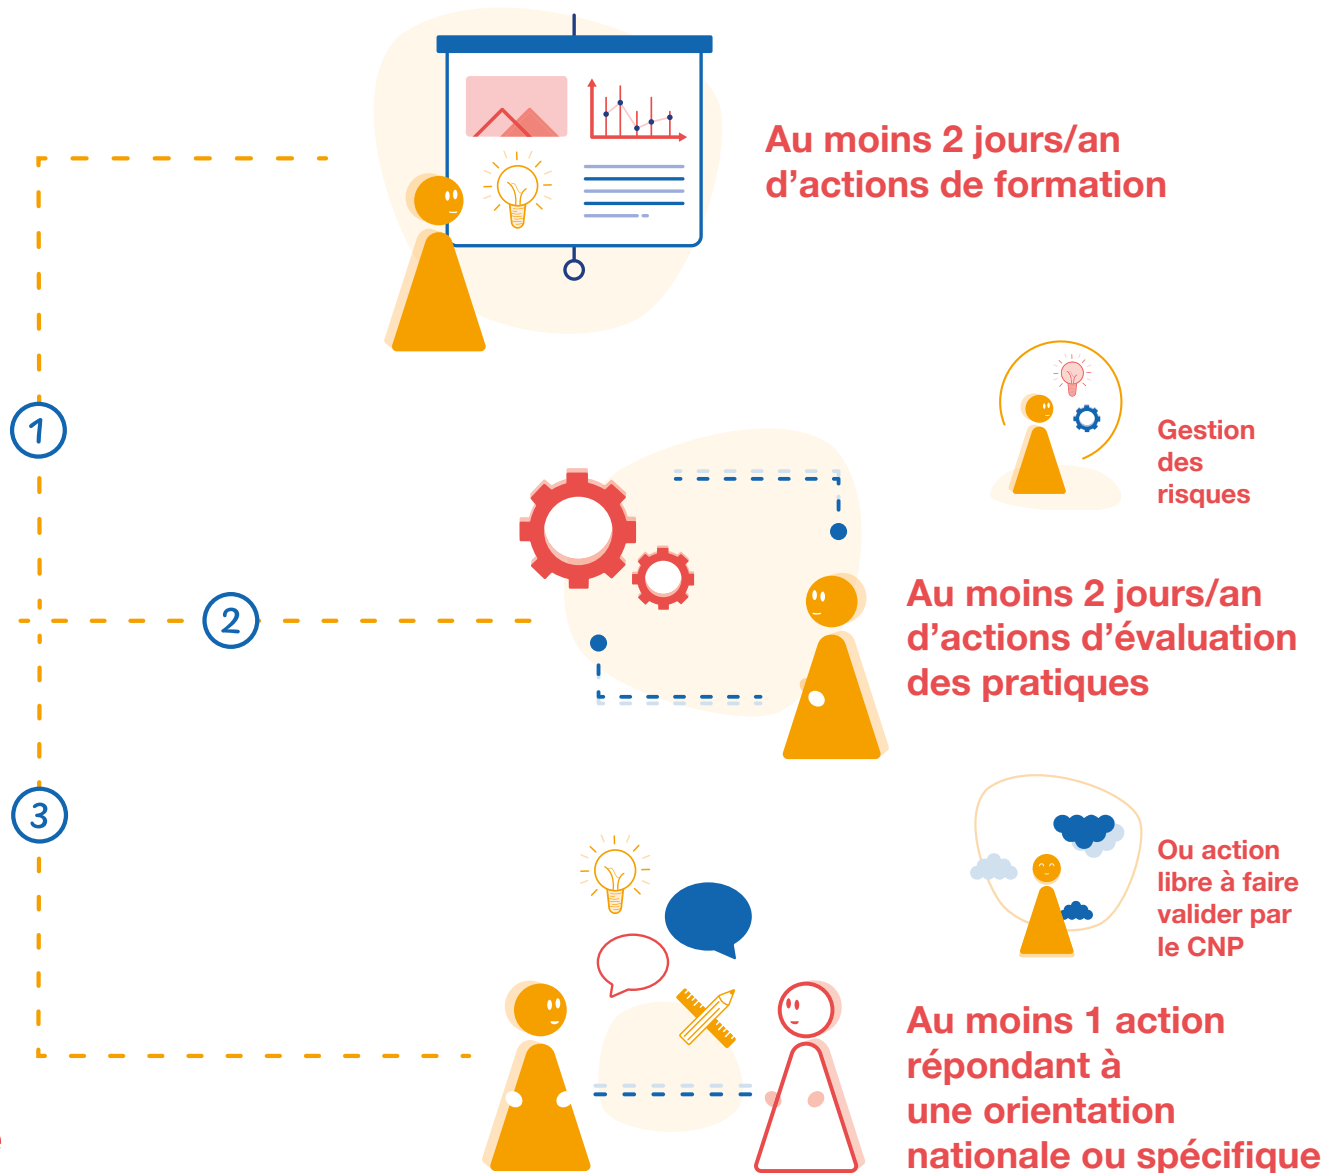 Au moins 2 jours/an
d’actions de formation
1
Gestion
des
risques
2
Au moins 2 jours/an
d’actions d’évaluation
des pratiques
3
Ou action
libre à faire
valider par
le CNP
Au moins 1 action
répondant à
une orientation
nationale ou spécifique